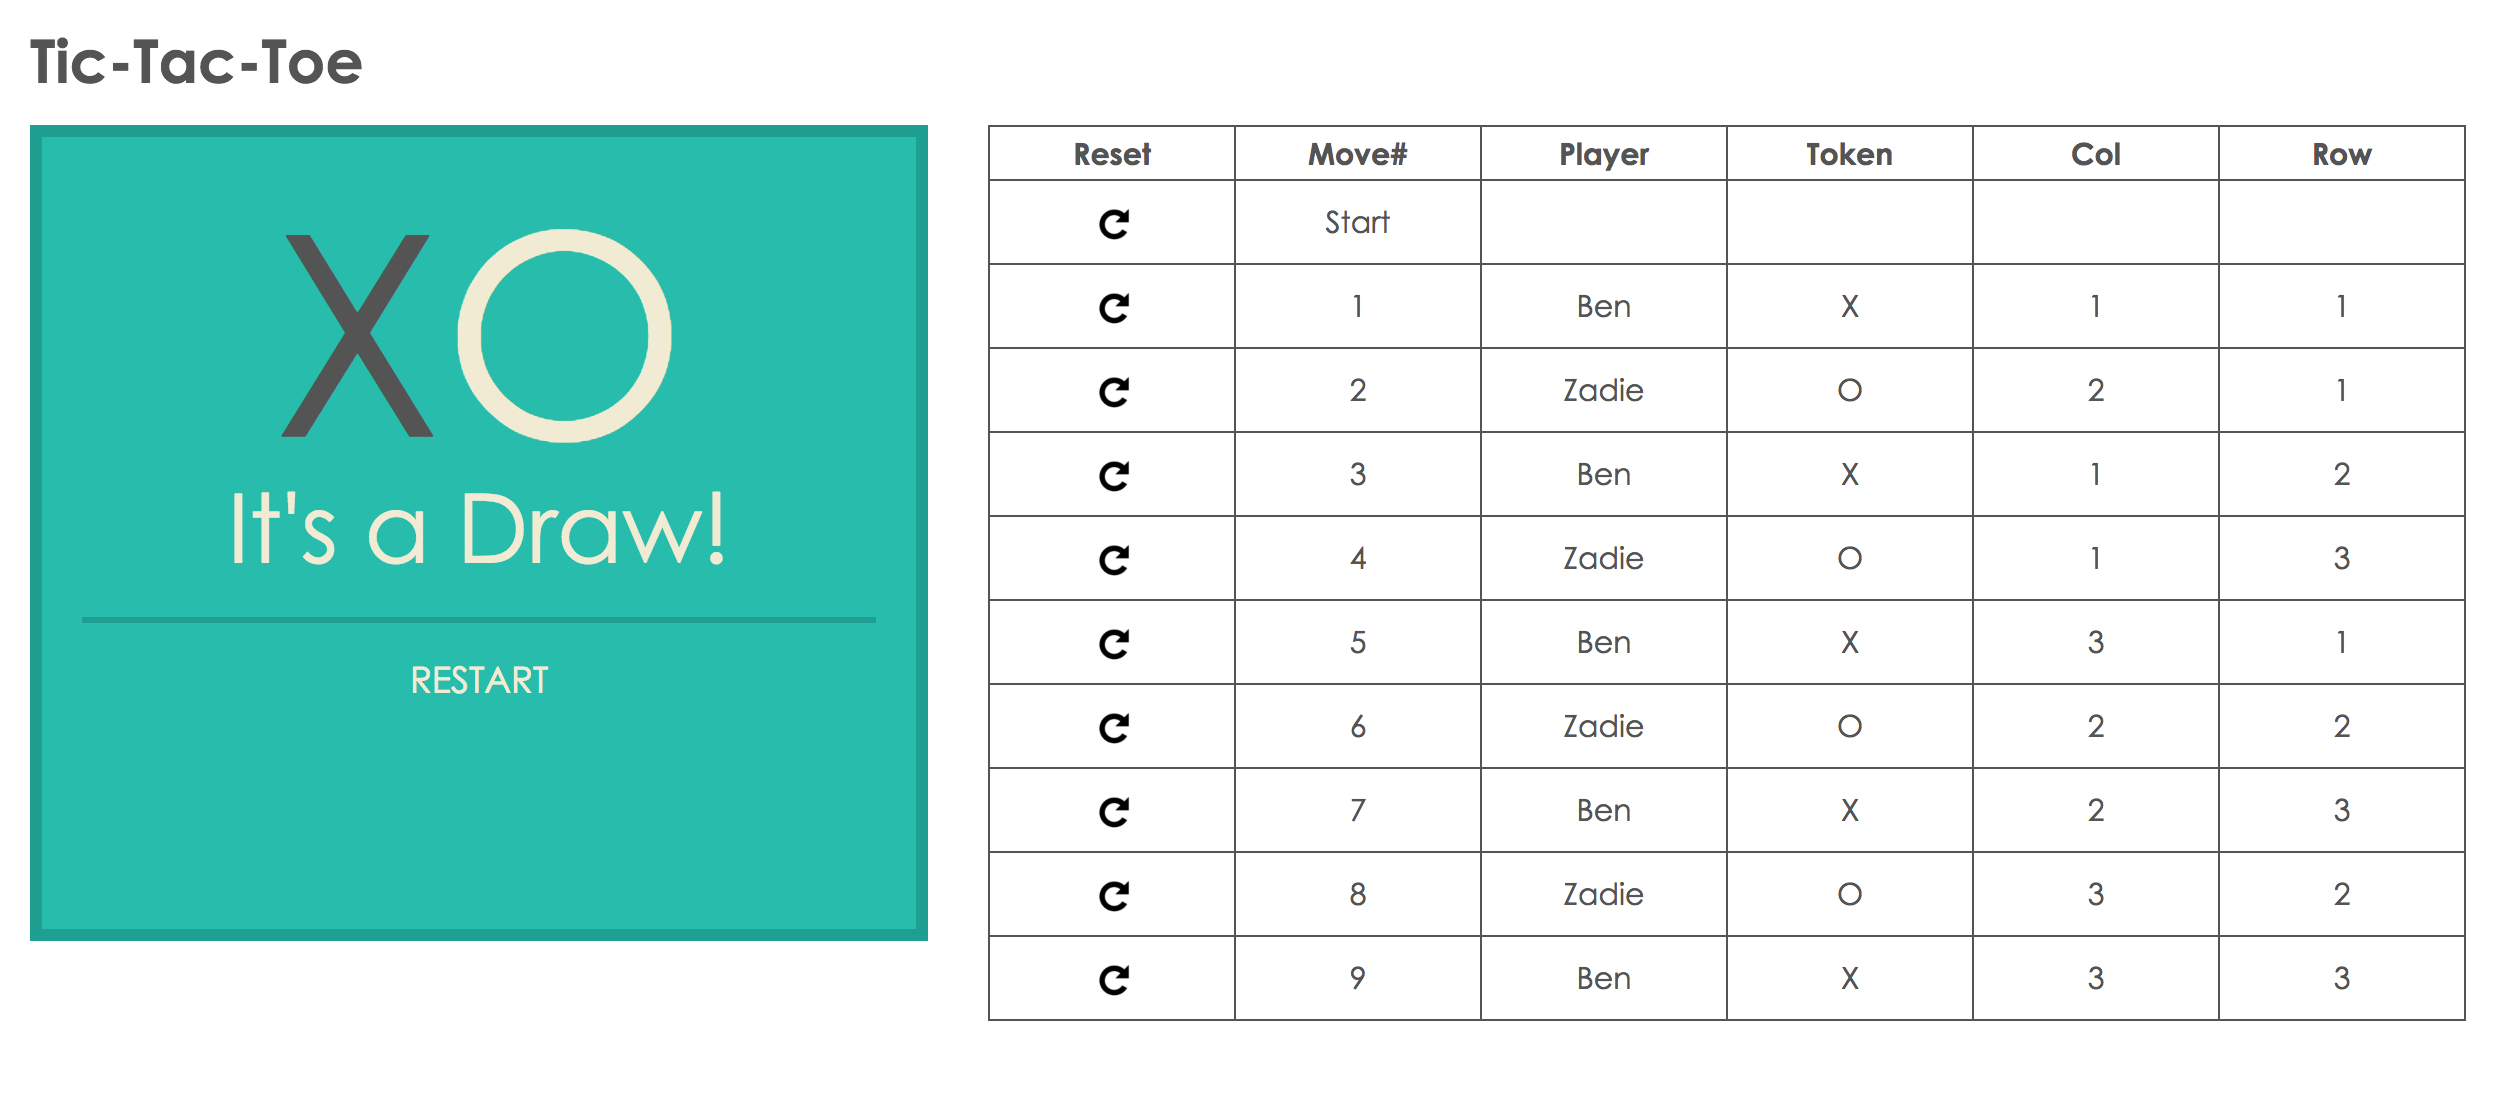 Tic-Tac-Toe
XO
It's a Draw!
RESTART
Reset Move# Player Token Col Row
Start
1 Ben X 1 1
2 Zadie O 2 1
3 Ben X 1 2
4 Zadie O 1 3
5 Ben X 3 1
6 Zadie O 2 2
7 Ben X 2 3
8 Zadie O 3 2
9 Ben X 3 3